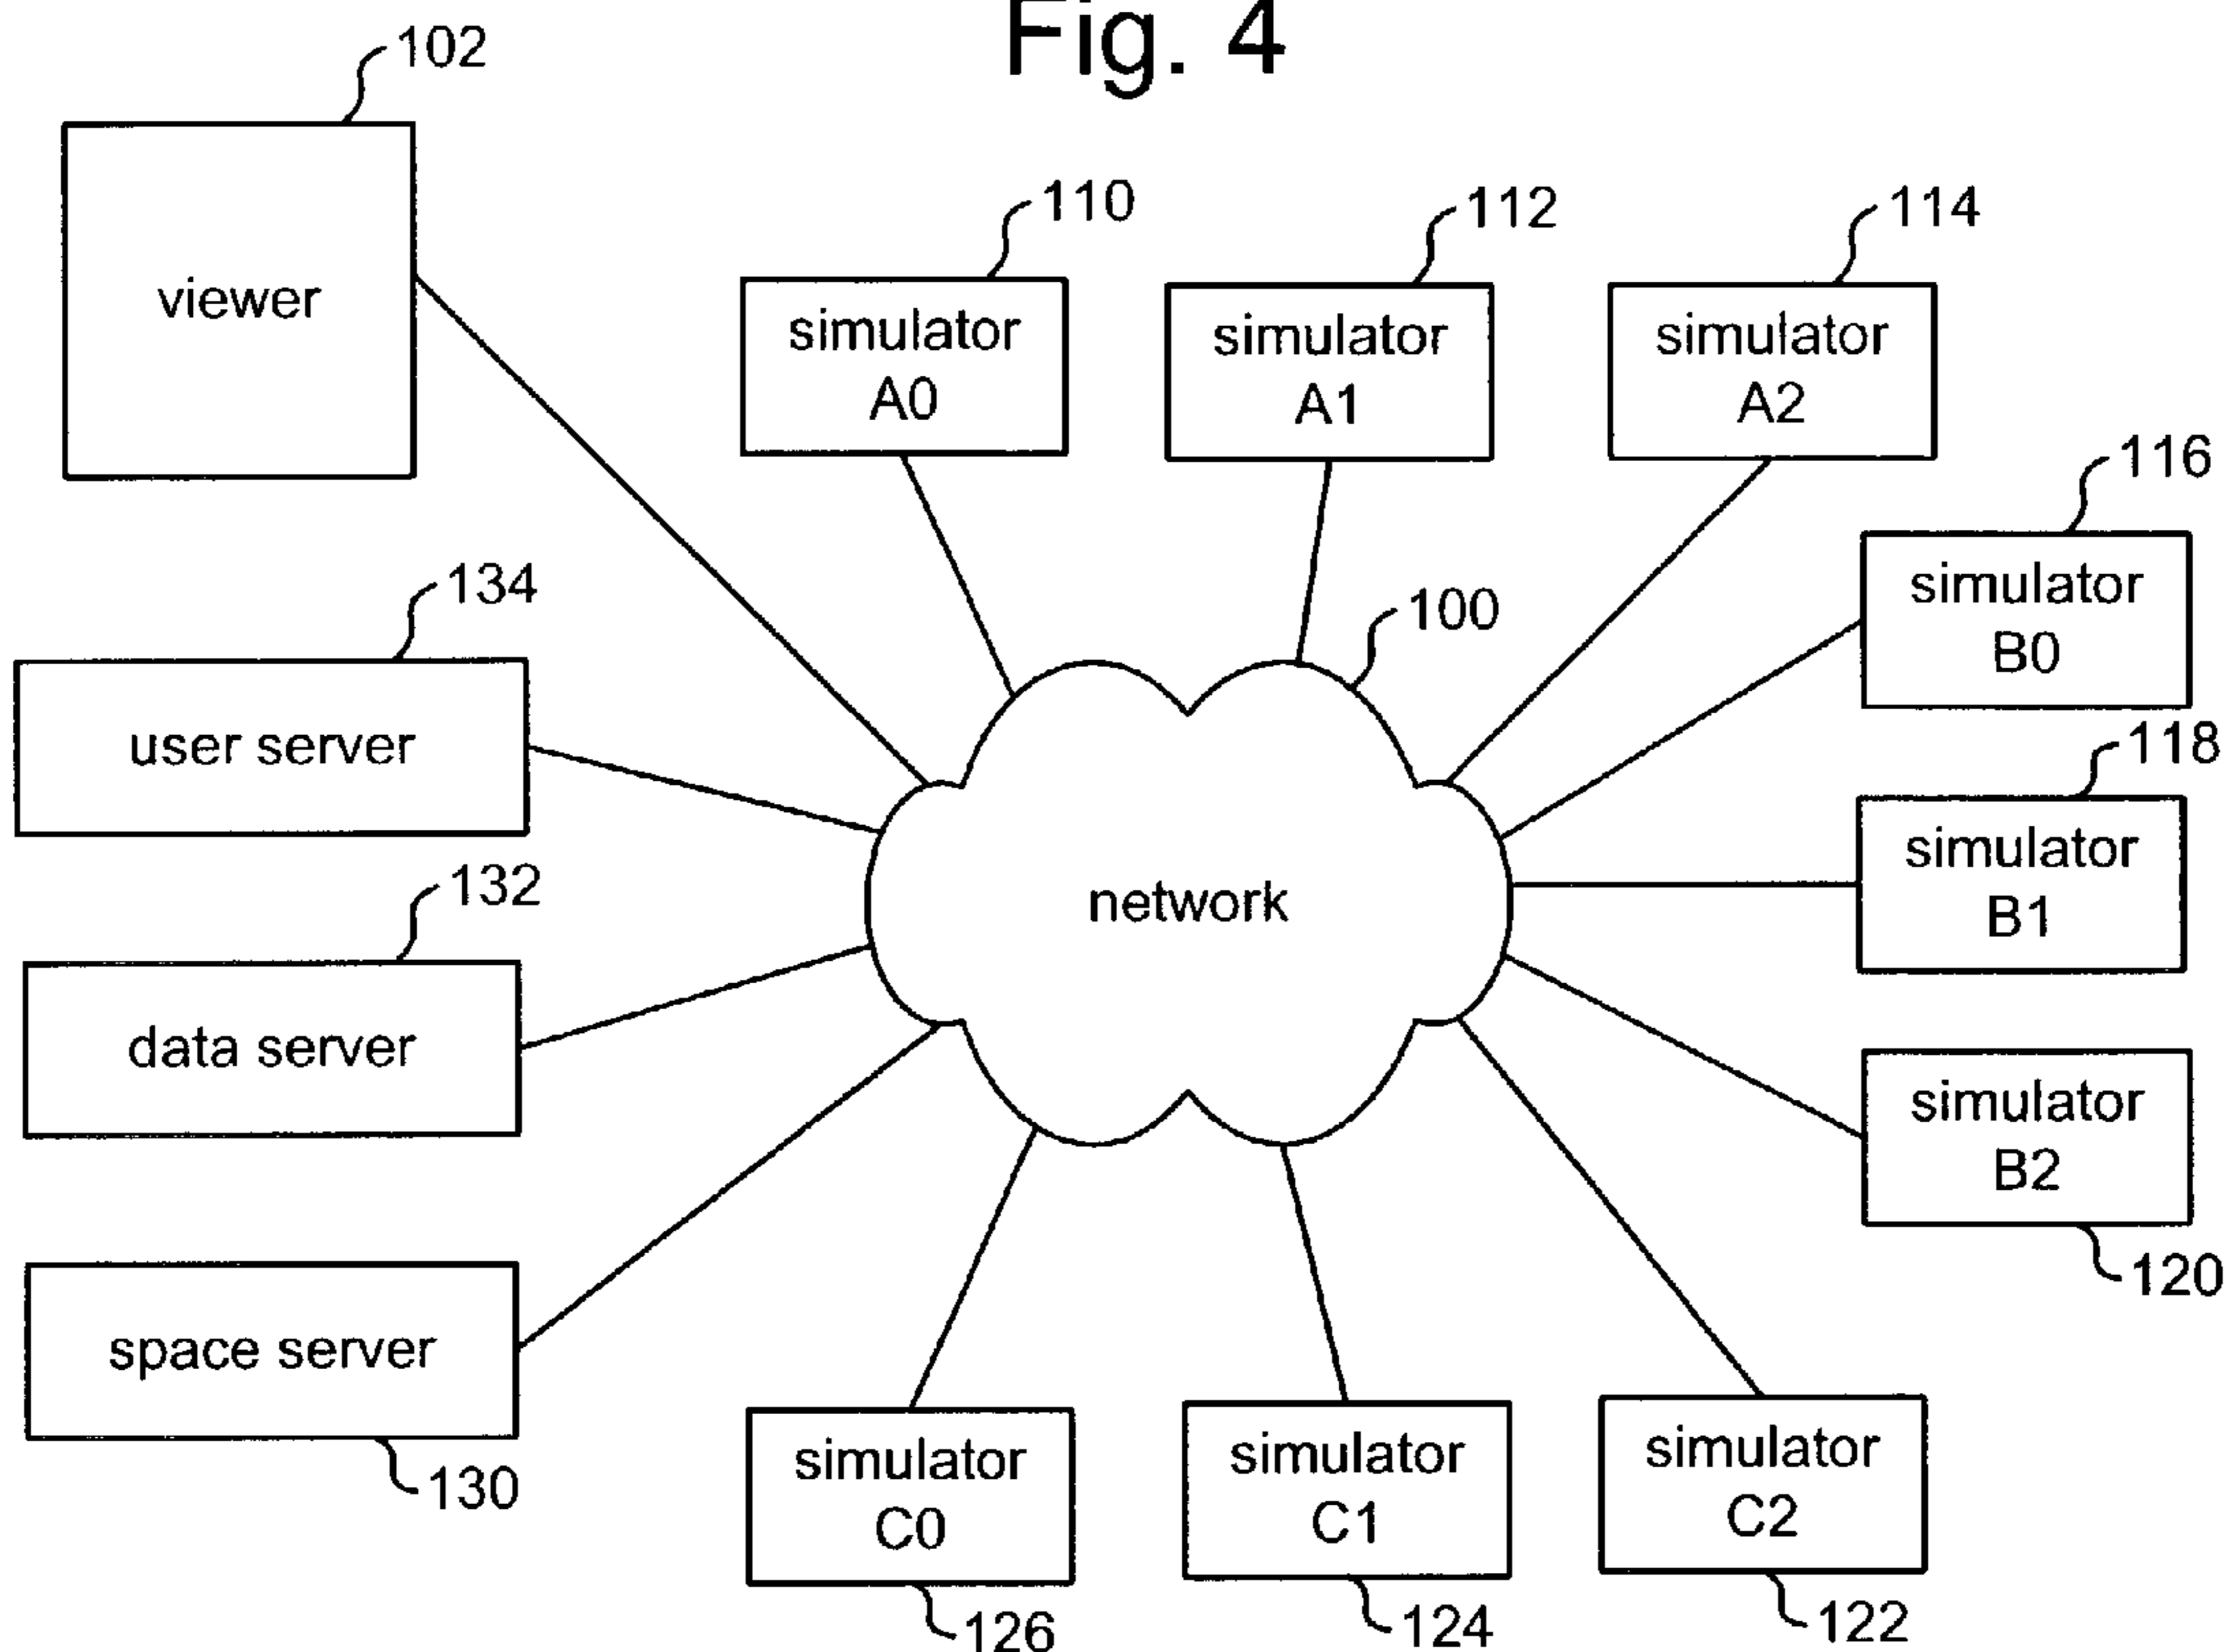 Fig. 4
102
viewer
110
simulator
A0
112
simulator
A1
114
simulator
A2
116
simulator
B0
134
user server
100
network
118
simulator
B1
132
data server
simulator
B2
120
space server
130
simulator
C0
126
simulator
C1
124
simulator
C2
122